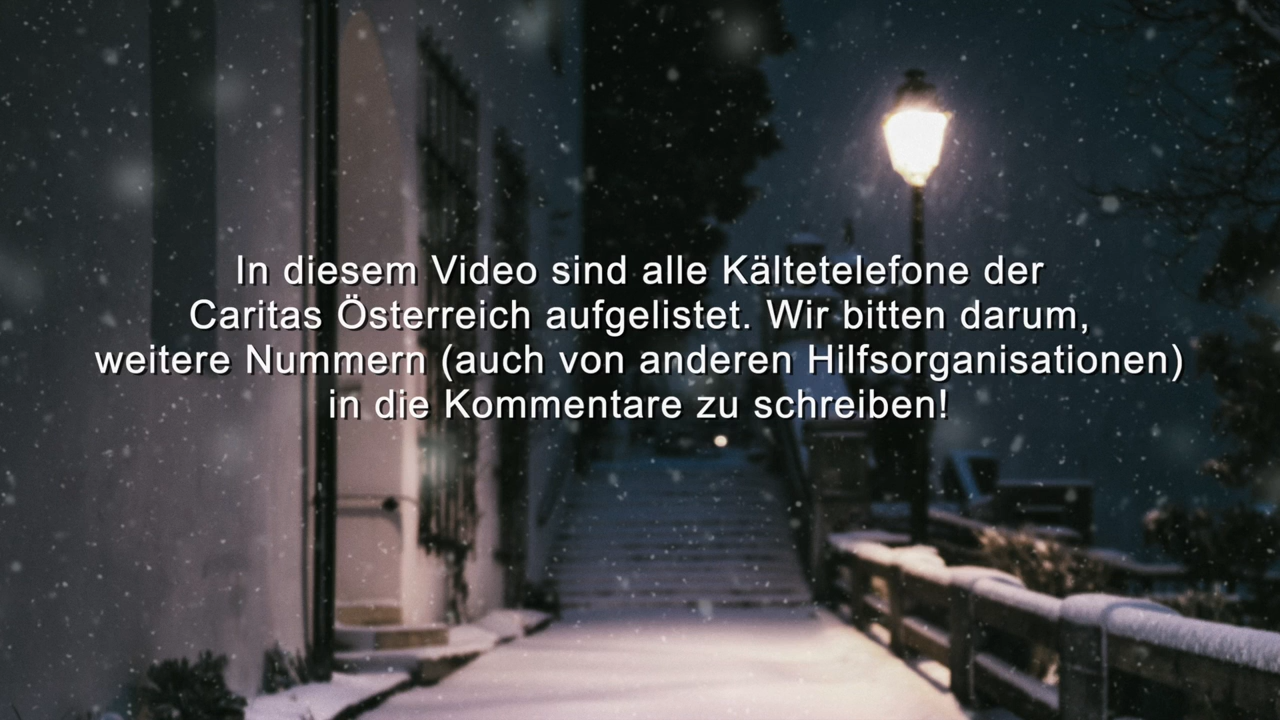 In diesem Video sind alle Kältetelefone der
Caritas Österreich aufgelistet. Wir bitten darum,
weitere Nummern (auch von anderen Hilfsorganisationen)
in die Kommentare zu schreiben!